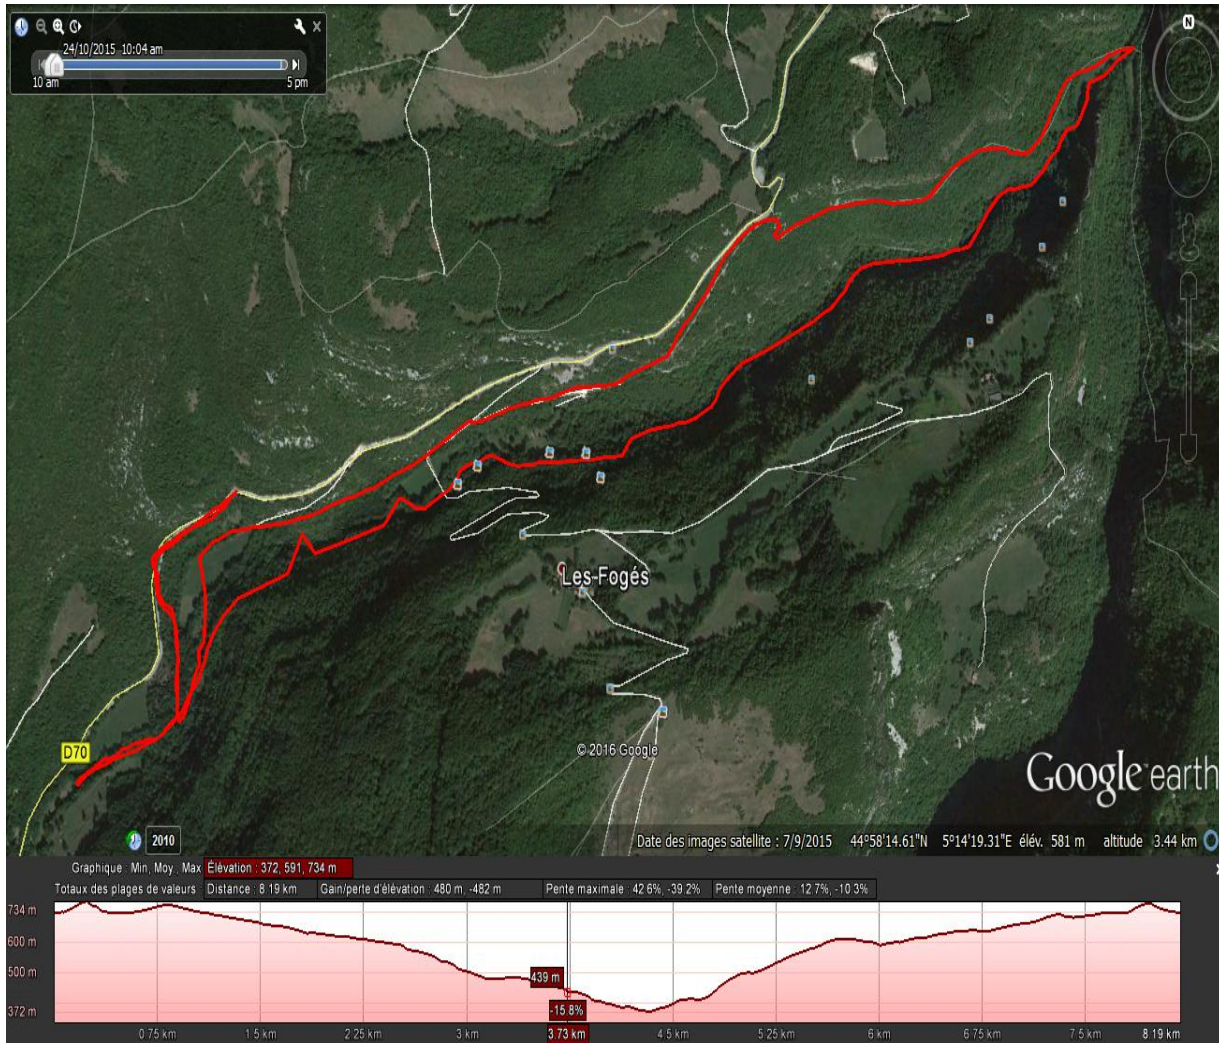 N
24/10/2015 10:04 am
10 am
5 pm
Les-Fogés
D70
© 2016 Google
Google earth
2010
Date des images satellite : 7/9/2015 44°58'14.61"N 5°14'19.31"E élév. 581 m altitude 3.44 km
Graphique : Min, Moy., Max Élévation : 372, 591, 734 m
Totaux des plages de valeurs : Distance : 8.19 km Gain/perte d'élévation : 480 m, -482 m Pente maximale : 42.6%, -39.2% Pente moyenne : 12.7%, -10.3%
734 m
600 m
500 m
439 m
372 m
-15.8%
0.75 km 1.5 km 2.25 km 3 km 3.73 km 4.5 km 5.25 km 6 km 6.75 km 7.5 km 8.19 km